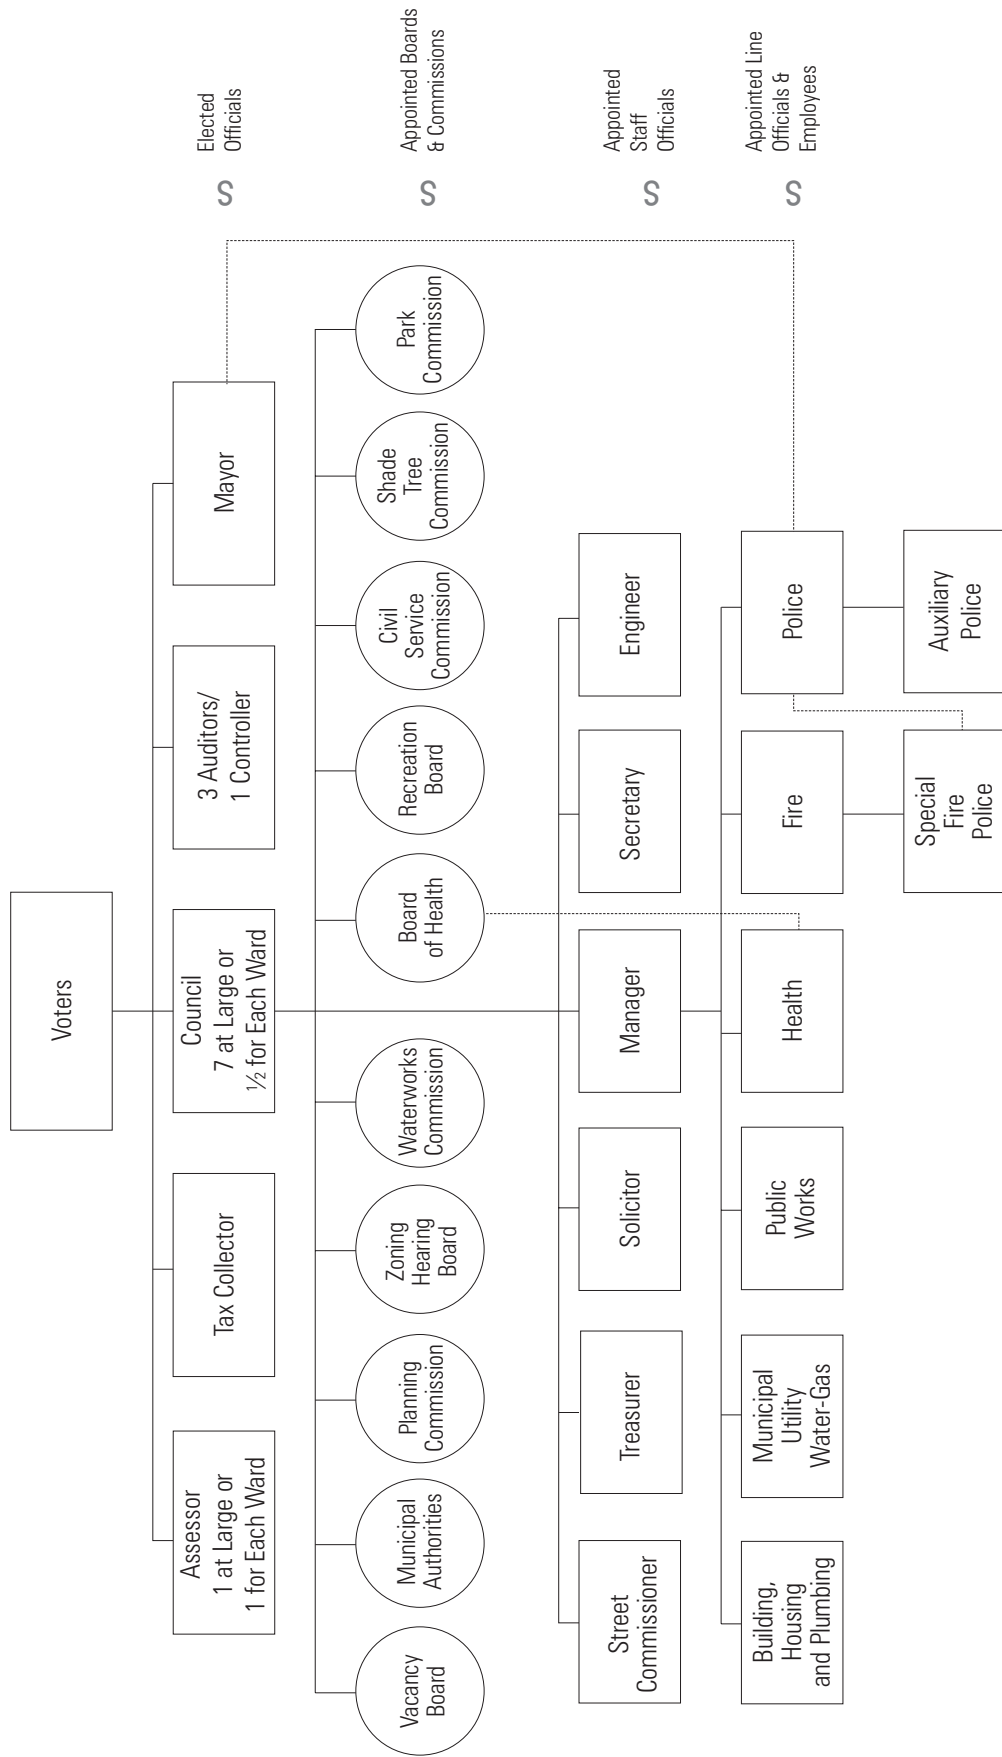 Voters
Assessor
1 at Large or
1 for Each Ward
Tax Collector
Council
7 at Large or
½ for Each Ward
3 Auditors/
1 Controller
Mayor
S
Elected
Officials
Vacancy
Board
Municipal
Authorities
Planning
Commission
Zoning
Hearing
Board
Waterworks
Commission
Board
of Health
Recreation
Board
Civil
Service
Commission
Shade
Tree
Commission
Park
Commission
S
Appointed Boards
& Commissions
Street
Commissioner
Treasurer
Solicitor
Manager
Secretary
Engineer
S
Appointed
Staff
Officials
Building,
Housing
and Plumbing
Municipal
Utility
Water-Gas
Public
Works
Health
Fire
Police
S
Appointed Line
Officials &
Employees
Special
Fire
Police
Auxiliary
Police